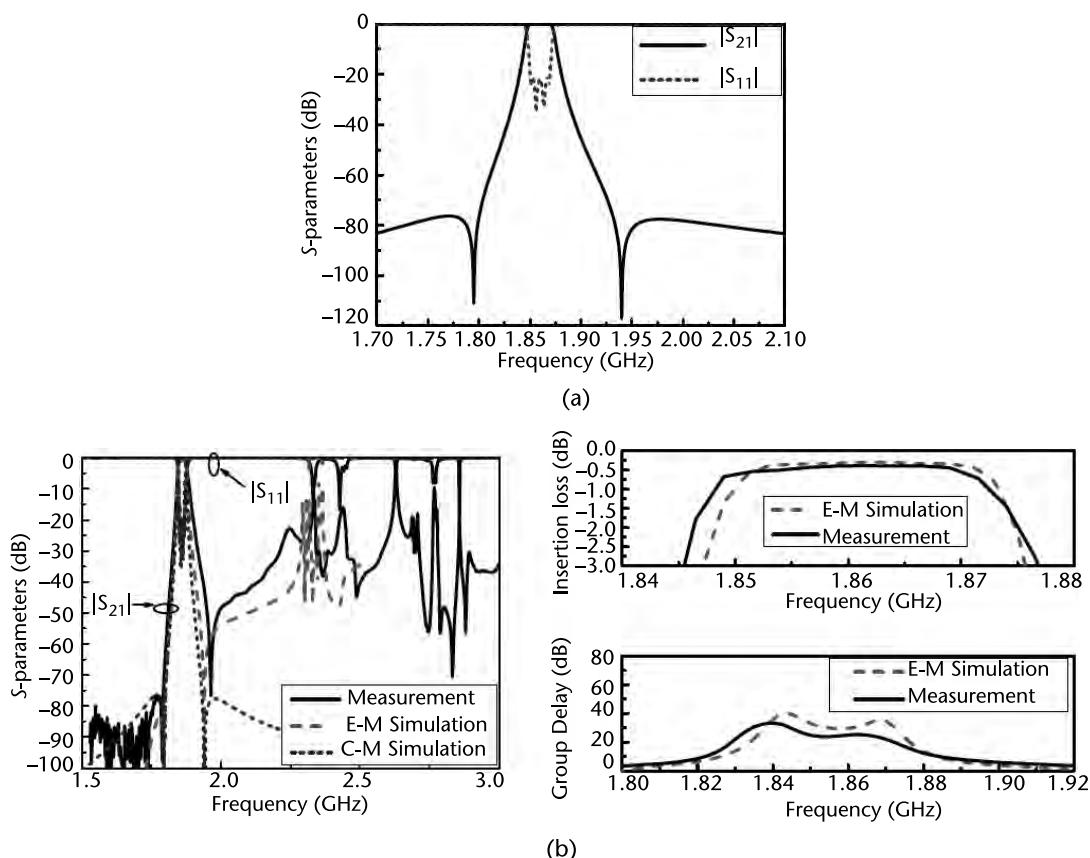 0
−20
−40
−60
−80
−100
−120
S-parameters (dB)
|S21|
|S11|
1.70 1.75 1.80 1.85 1.90 1.95 2.00 2.05 2.10
Frequency (GHz)
(a)
0
−10
−20
−30
−40
−50
−60
−70
−80
−90
−100
S-parameters (dB)
|S11|
|S21|
Measurement
E-M Simulation
C-M Simulation
1.5 2.0 2.5 3.0
Frequency (GHz)
0.0
−0.5
−1.0
−1.5
−2.0
−2.5
−3.0
Insertion loss (dB)
E-M Simulation
Measurement
1.84 1.85 1.86 1.87 1.88
Frequency (GHz)
80
60
40
20
0
Group Delay (dB)
E-M Simulation
Measurement
1.80 1.82 1.84 1.86 1.88 1.90 1.92
Frequency (GHz)
(b)